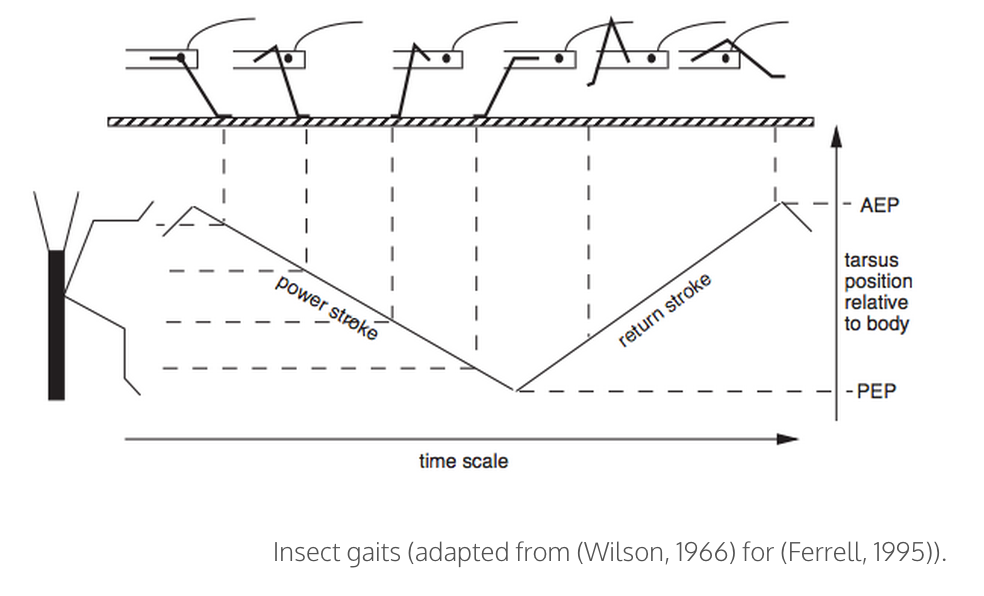 AEP
power stroke
return stroke
tarsus
position
relative
to body
PEP
time scale
Insect gaits (adapted from (Wilson, 1966) for (Ferrell, 1995)).